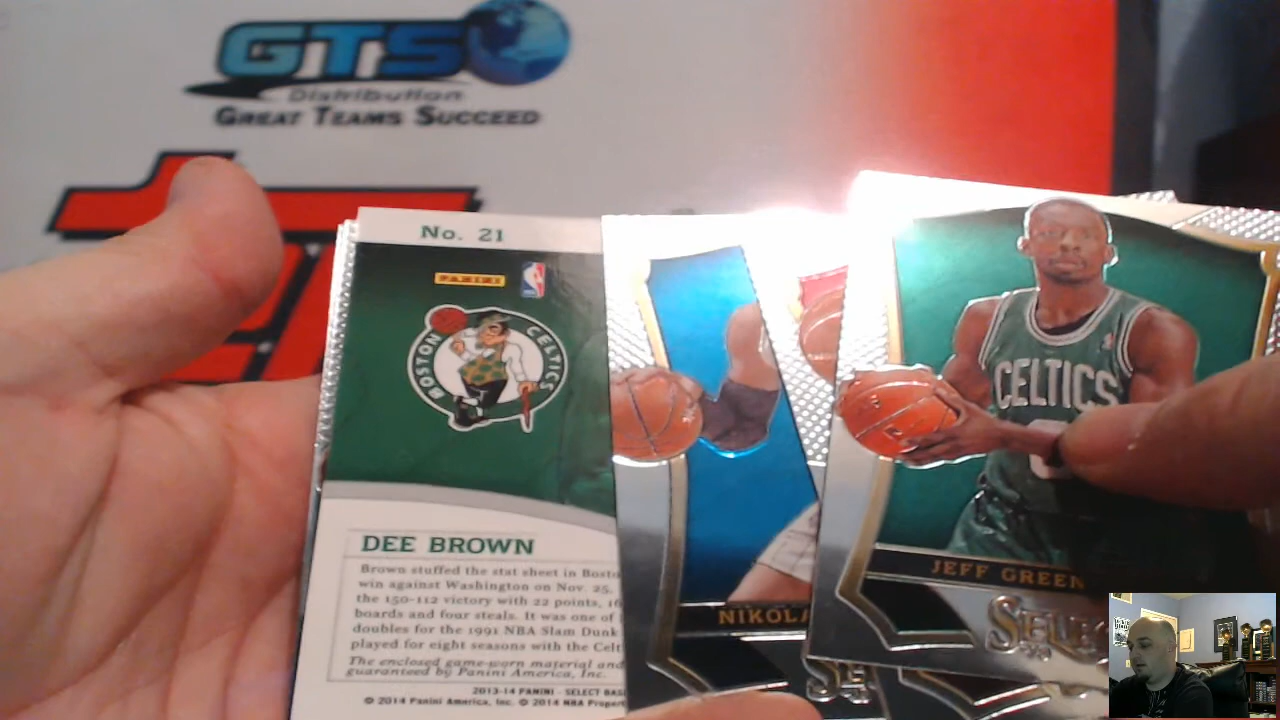 GTS
Distribution
GREAT TEAMS SUCCEED
No. 21
PANINI
BOSTON CELTICS
DEE BROWN
Brown stuffed the stat sheet in Bosto
win against Washington on Nov. 25,
the 150-112 victory with 22 points, 16
boards and four steals. It was one of
doubles for the 1991 NBA Slam Dunk
played for eight seasons with the Celt
The enclosed game-worn material and
guaranteed by Panini America, Inc.
2013-14 PANINI - SELECT BAS
© 2014 Panini America, Inc. © 2014 NBA Propert
NIKOLA
SEL
CELTICS
JEFF GREEN
SELEC